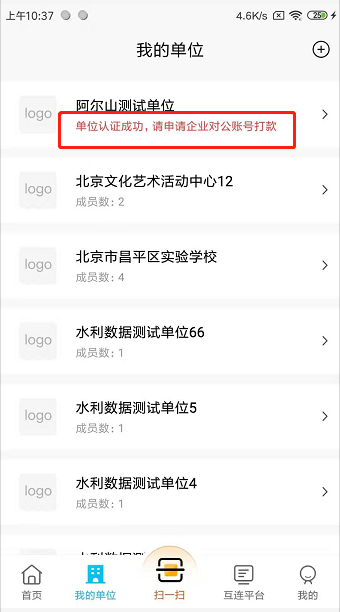 上午10:37 4.6K/s 25
我的单位
logo
阿尔山测试单位
单位认证成功，请申请企业对公账号打款
logo
北京文化艺术活动中心12
成员数：2
logo
北京市昌平区实验学校
成员数：4
logo
水利数据测试单位66
成员数：1
logo
水利数据测试单位5
成员数：1
logo
水利数据测试单位4
成员数：1
首页 我的单位 扫一扫 互连平台 我的